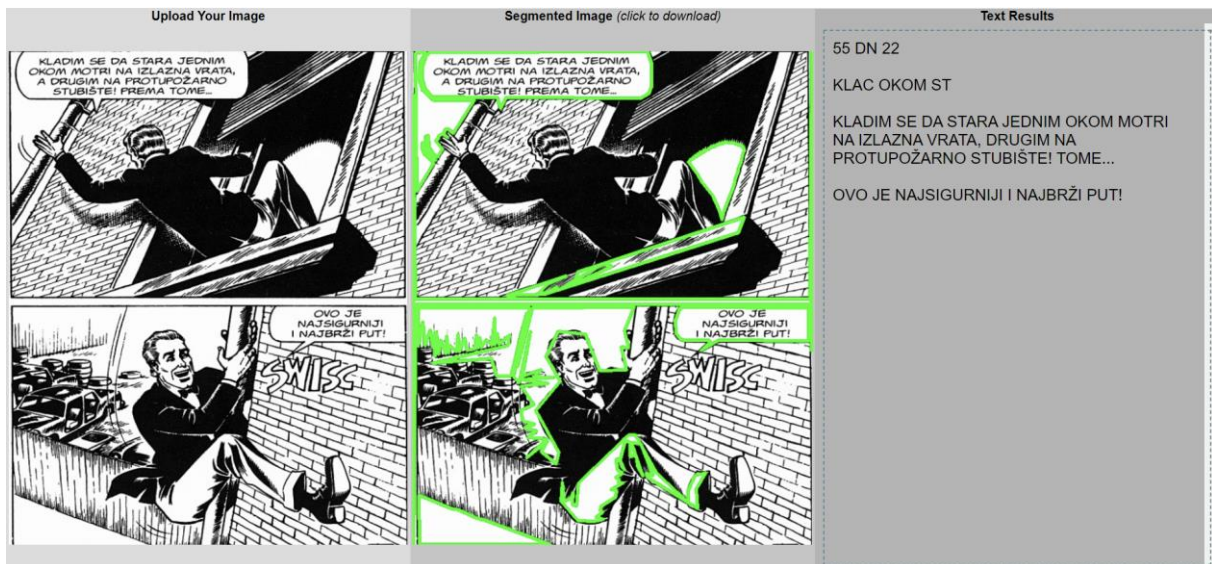 Upload Your Image
KLADIM SE DA STARA JEDNIM
OKOM MOTRI NA IZLAZNA VRATA,
A DRUGIM NA PROTUPOŽARNO
STUBIŠTE! PREMA TOME...
OVO JE
NAJSIGURNIJI
I NAJBRŽI PUT!
SWISC
Segmented Image (click to download)
KLADIM SE DA STARA JEDNIM
OKOM MOTRI NA IZLAZNA VRATA,
A DRUGIM NA PROTUPOŽARNO
STUBIŠTE! PREMA TOME...
OVO JE
NAJSIGURNIJI
I NAJBRŽI PUT!
SWISC
Text Results
55 DN 22
KLAC OKOM ST
KLADIM SE DA STARA JEDNIM OKOM MOTRI
NA IZLAZNA VRATA, DRUGIM NA
PROTUPOŽARNO STUBIŠTE! TOME...
OVO JE NAJSIGURNIJI I NAJBRŽI PUT!